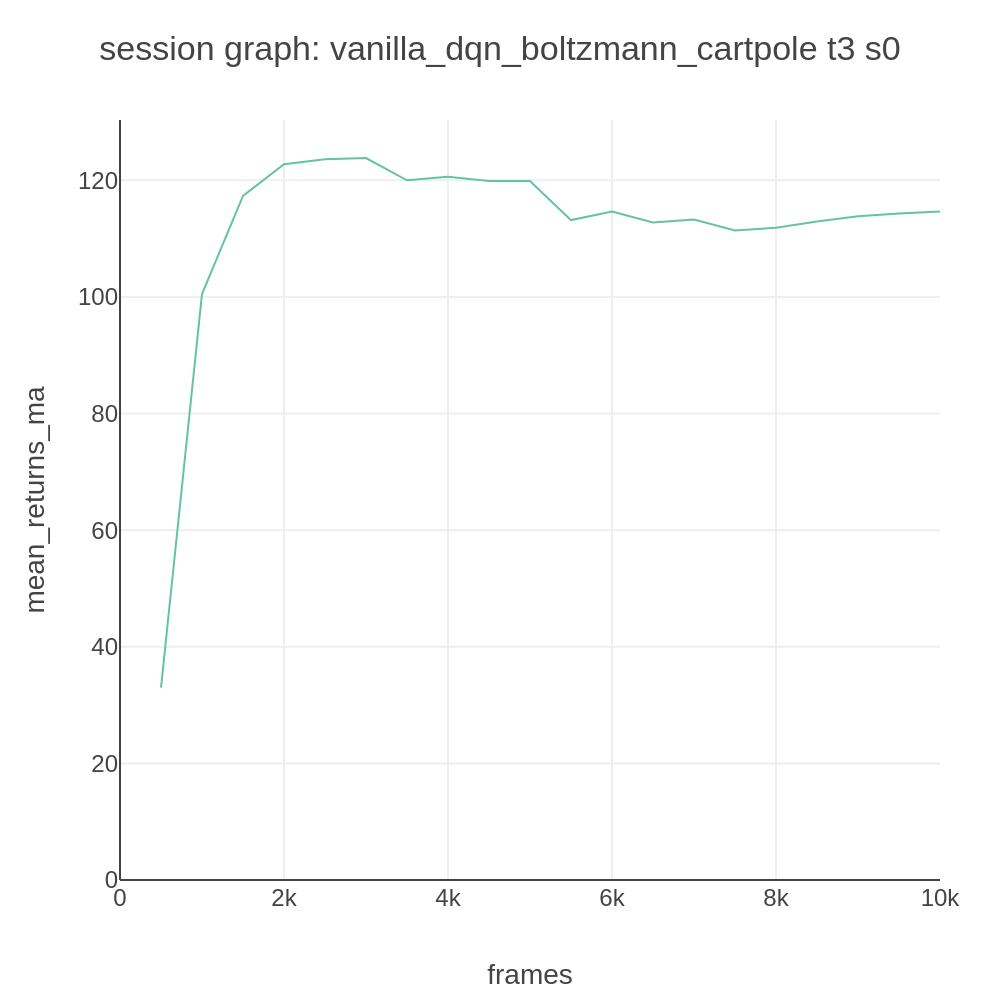 session graph: vanilla_dqn_boltzmann_cartpole t3 s0
mean_returns_ma
120
100
80
60
40
20
0
0 2k 4k 6k 8k 10k
frames